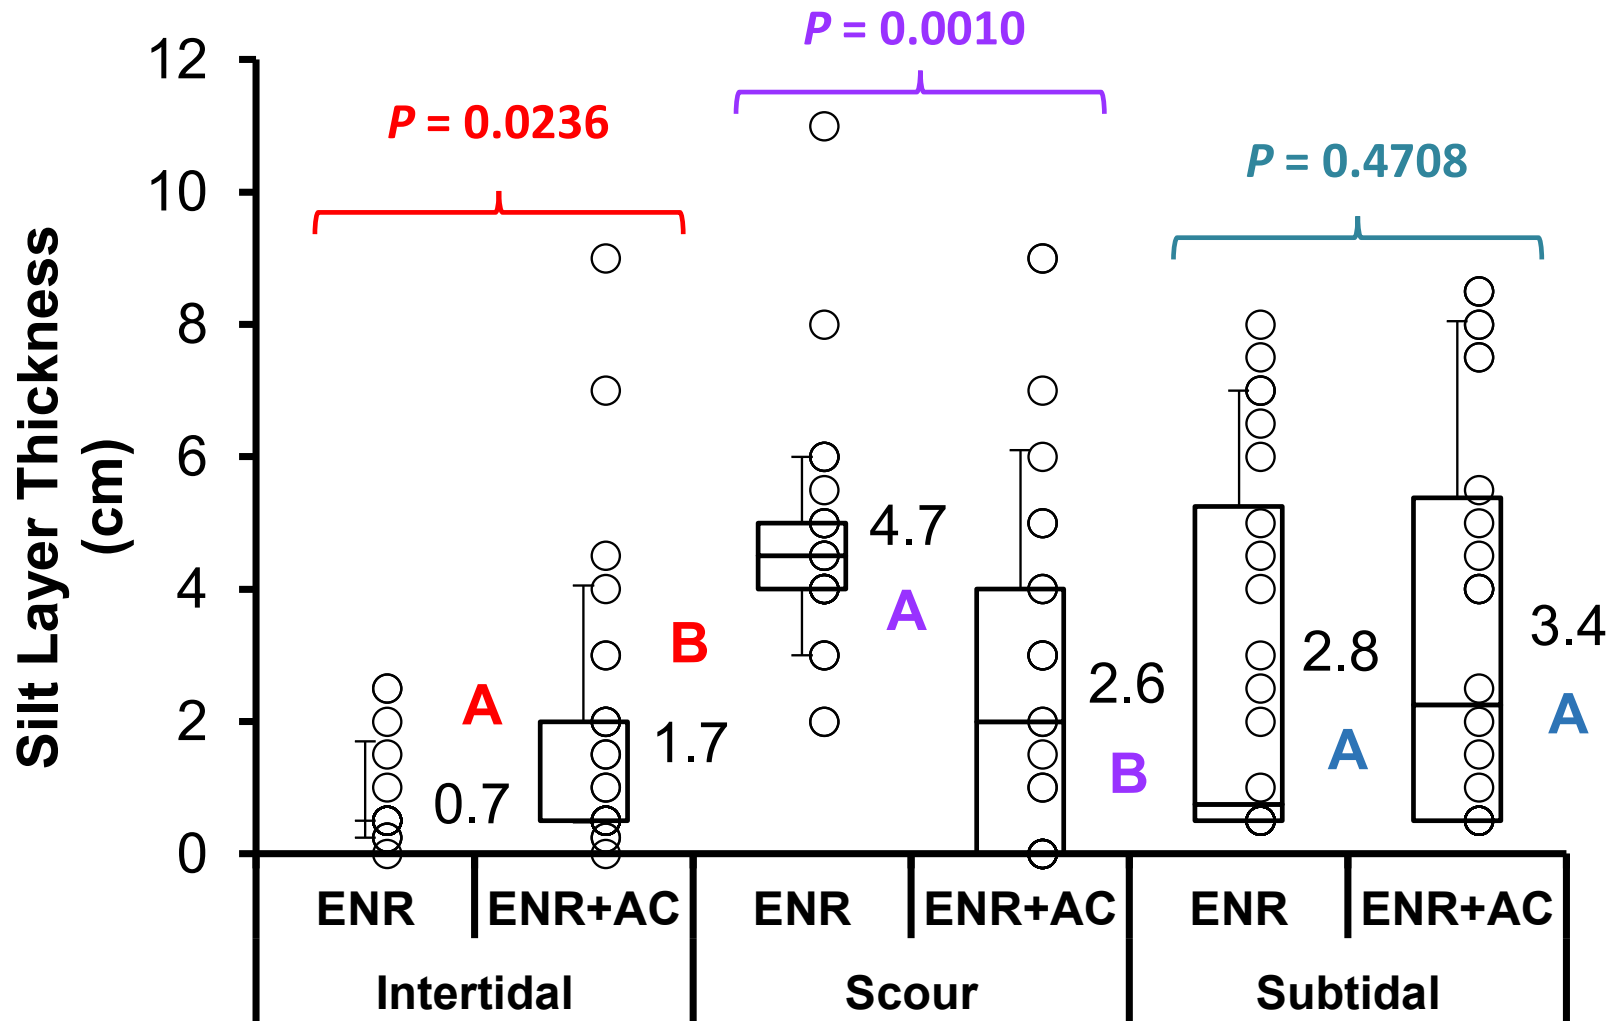 P = 0.0010
P = 0.0236
P = 0.4708
Silt Layer Thickness
(cm)
12
10
8
6
4
2
0
0.7
A
1.7
B
4.7
A
2.6
B
2.8
A
3.4
A
ENR
ENR+AC
ENR
ENR+AC
ENR
ENR+AC
Intertidal
Scour
Subtidal